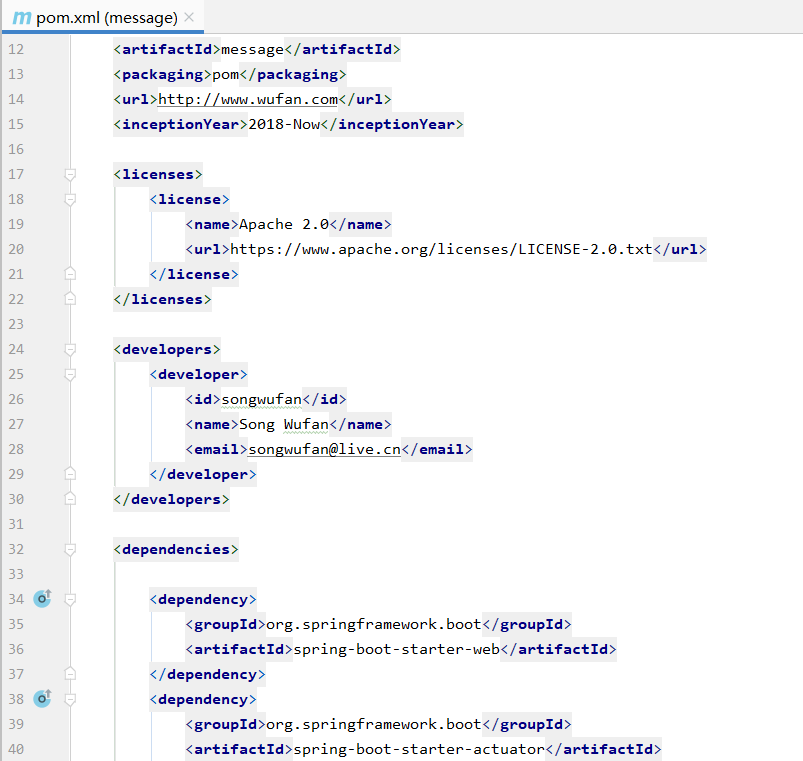 m pom.xml (message) ×
12 <artifactId>message</artifactId>
13 <packaging>pom</packaging>
14 <url>http://www.wufan.com</url>
15 <inceptionYear>2018-Now</inceptionYear>
16
17 <licenses>
18 <license>
19 <name>Apache 2.0</name>
20 <url>https://www.apache.org/licenses/LICENSE-2.0.txt</url>
21 </license>
22 </licenses>
23
24 <developers>
25 <developer>
26 <id>songwufan</id>
27 <name>Song Wufan</name>
28 <email>songwufan@live.cn</email>
29 </developer>
30 </developers>
31
32 <dependencies>
33
34 <dependency>
35 <groupId>org.springframework.boot</groupId>
36 <artifactId>spring-boot-starter-web</artifactId>
37 </dependency>
38 <dependency>
39 <groupId>org.springframework.boot</groupId>
40 <artifactId>spring-boot-starter-actuator</artifactId>